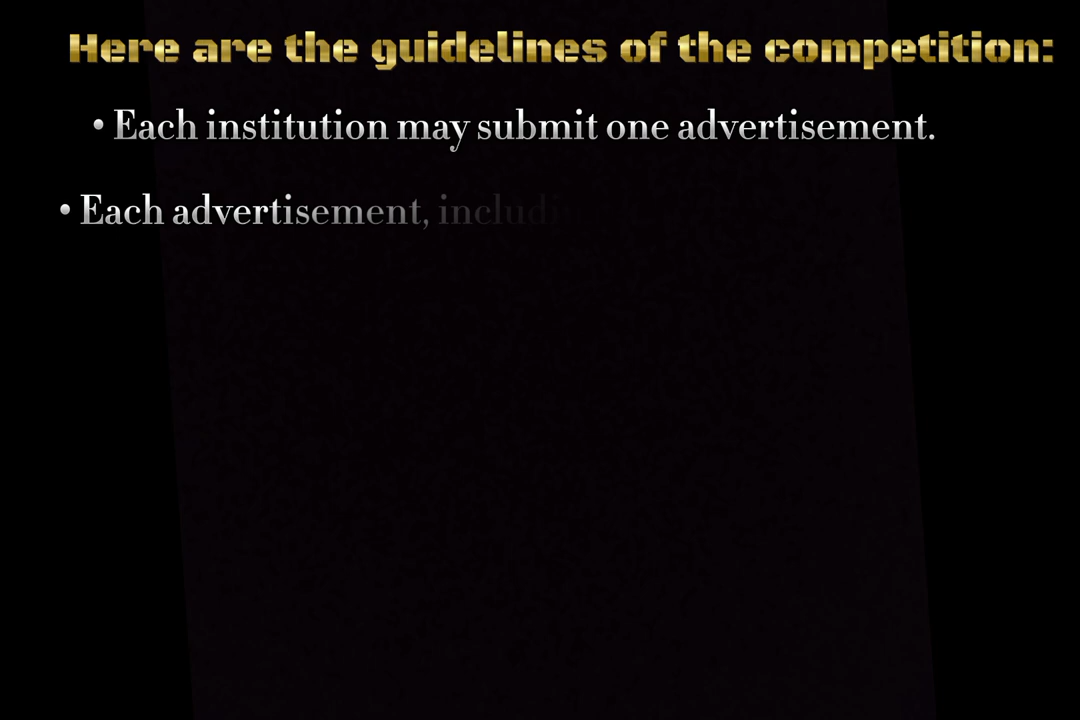 Here are the guidelines of the competition:
• Each institution may submit one advertisement.
• Each advertisement,